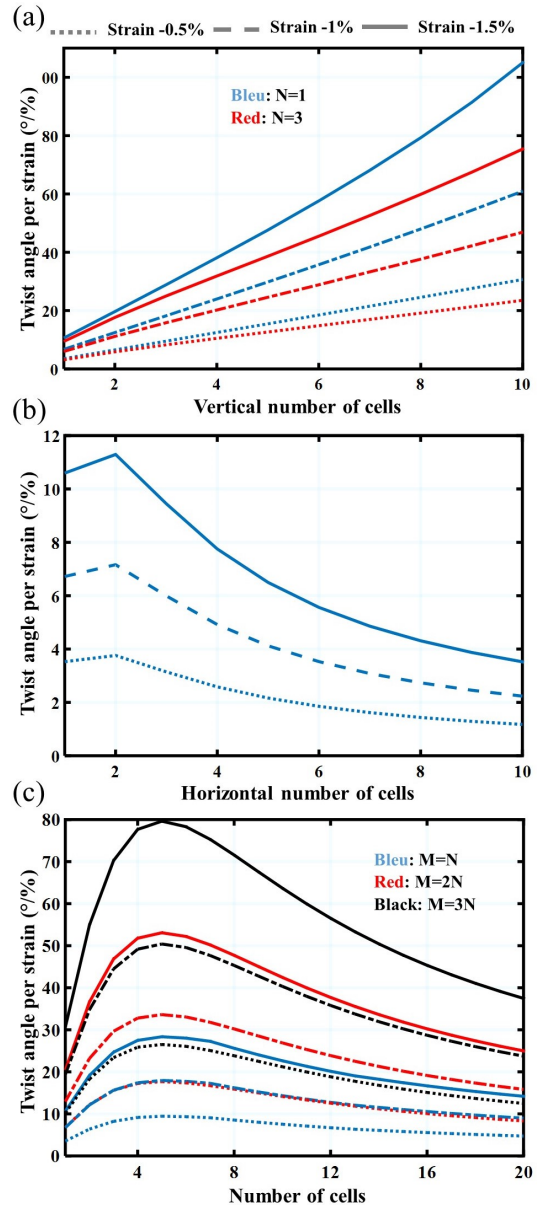 (a)
Strain -0.5% Strain -1% Strain -1.5%
Twist angle per strain (°/%)
00
80
60
40
20
0
Bleu: N=1
Red: N=3
2 4 6 8 10
Vertical number of cells
(b)
Twist angle per strain (°/%)
12
10
8
6
4
2
0
2 4 6 8 10
Horizontal number of cells
(c)
Twist angle per strain (°/%)
80
70
60
50
40
30
20
10
0
Bleu: M=N
Red: M=2N
Black: M=3N
4 8 12 16 20
Number of cells